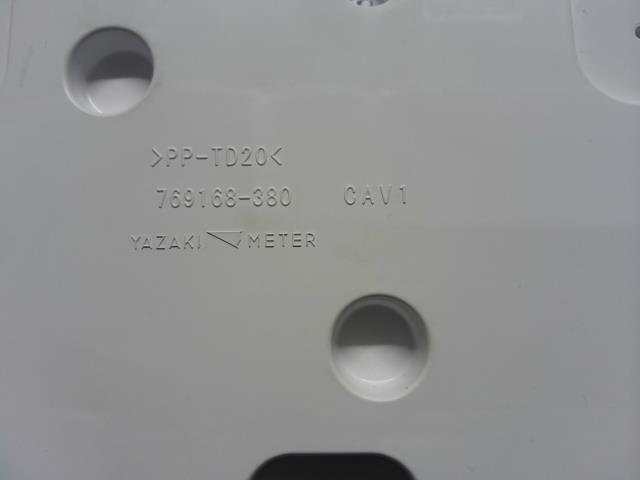 >PP-TD20<
769168-380 CAV1
YAZAKI METER